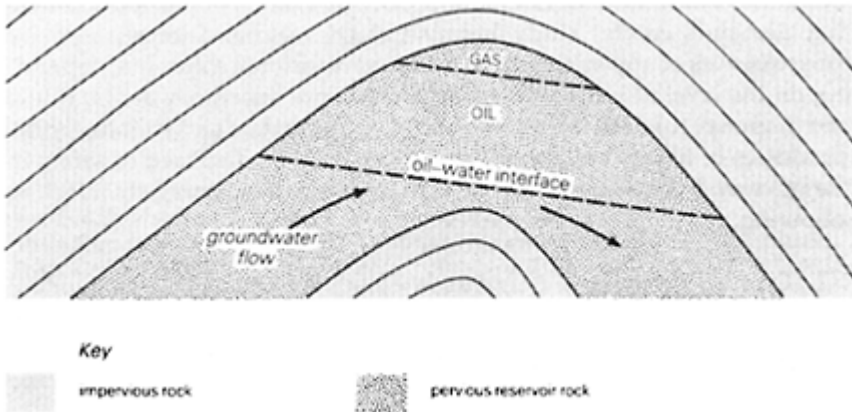 GAS
OIL
oil–water interface
groundwater
flow
Key
impervious rock
pervious reservoir rock